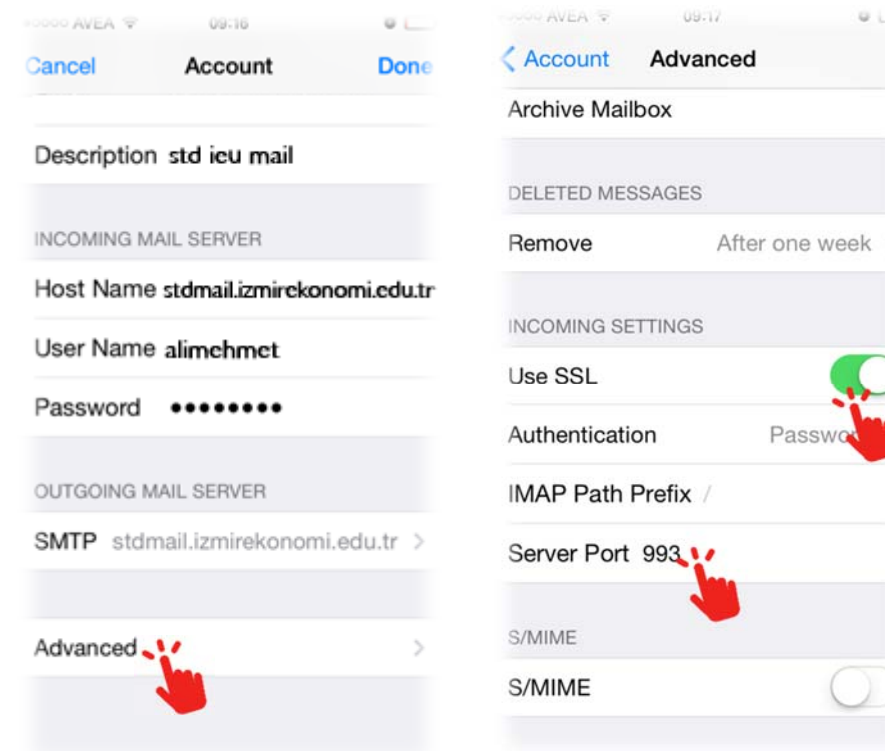 AVEA 09:16
Cancel Account Done
Description std ieu mail
INCOMING MAIL SERVER
Host Name stdmail.izmirekonomi.edu.tr
User Name alimehmet
Password ••••••••
OUTGOING MAIL SERVER
SMTP stdmail.izmirekonomi.edu.tr >
Advanced >
AVEA 09:17
< Account Advanced
Archive Mailbox
DELETED MESSAGES
Remove After one week
INCOMING SETTINGS
Use SSL
Authentication
IMAP Path Prefix /
Server Port 993
S/MIME
S/MIME